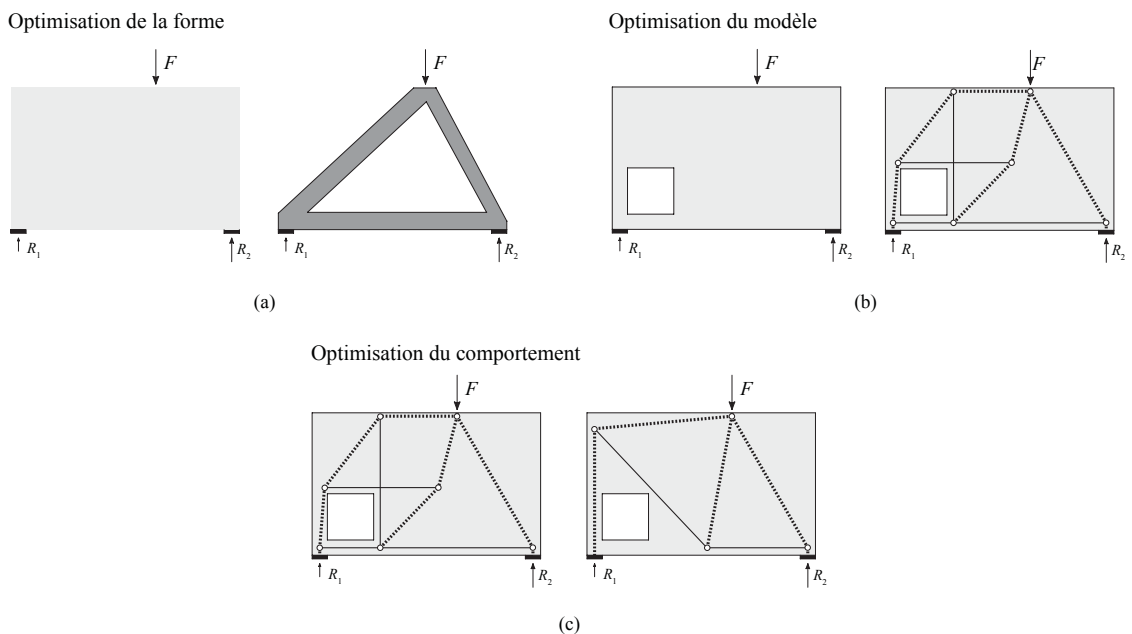 Optimisation de la forme
Optimisation du modèle
F
F
F
F
R1
R2
R1
R2
R1
R2
R1
R2
(a)
(b)
Optimisation du comportement
F
F
R1
R2
R1
R2
(c)